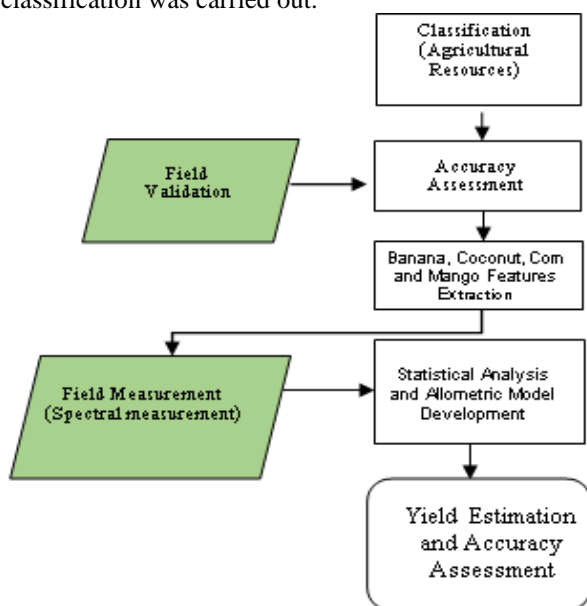 classification was carried out.
Classification
(Agricultural
Resources)
Field
Validation
Accuracy
Assessment
Banana, Coconut, Corn
and Mango Features
Extraction
Field Measurement
(Spectral measurement)
Statistical Analysis
and Allometric Model
Development
Yield Estimation
and Accuracy
Assessment